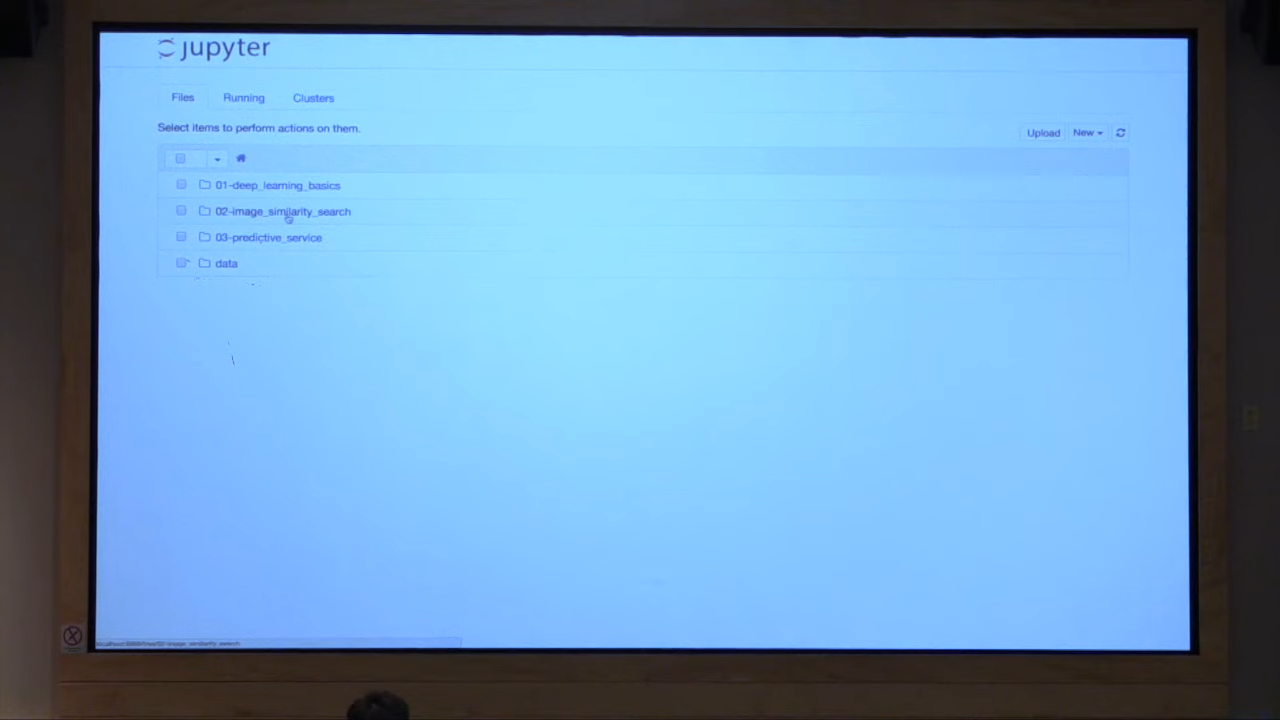 jupyter
Files Running Clusters
Select items to perform actions on them.
Upload New
01-deep_learning_basics
02-image_similarity_search
03-predictive_service
data